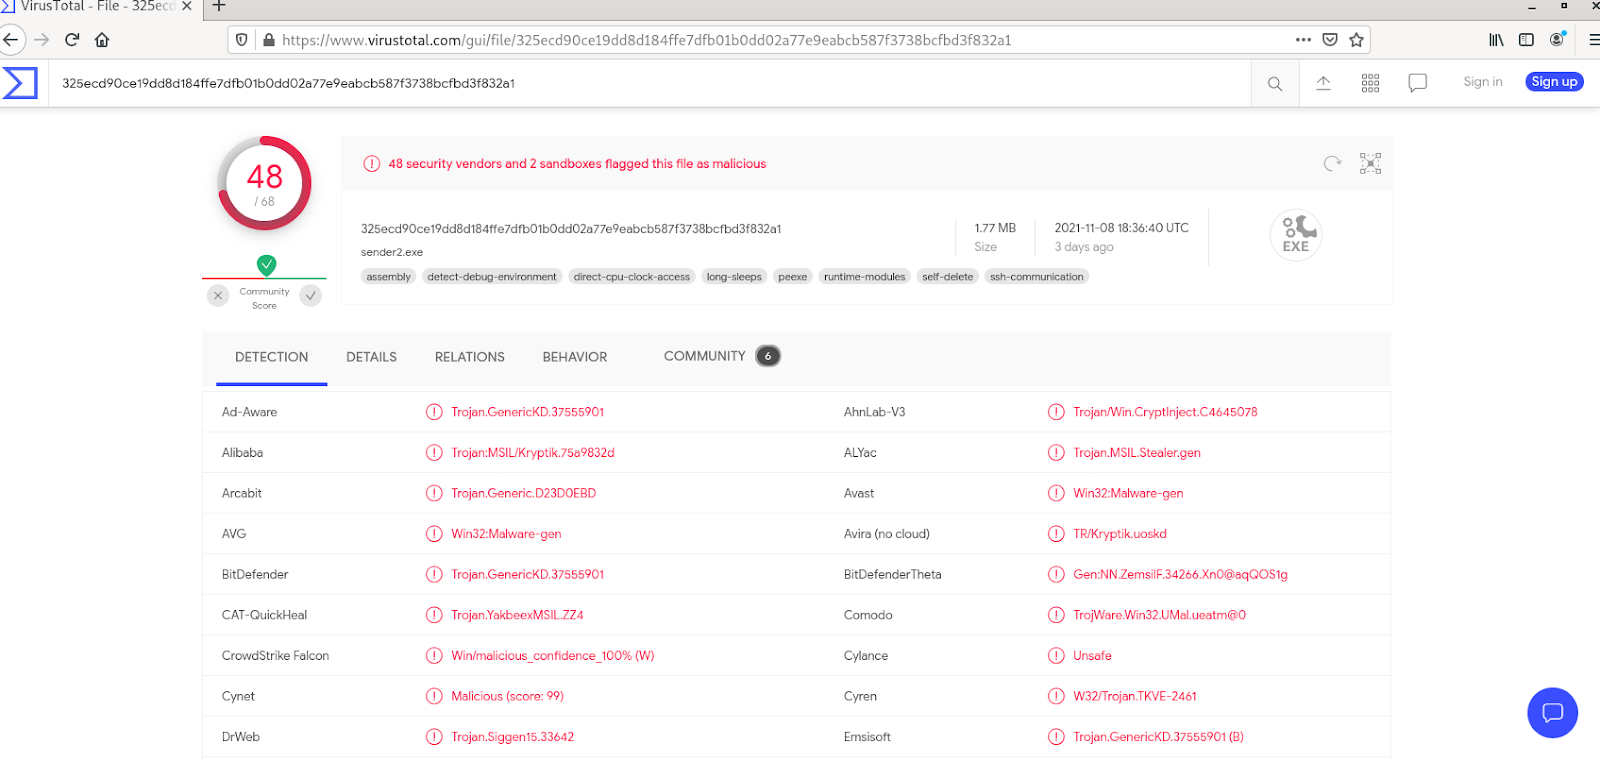 VirusTotal - File - 325ecd
https://www.virustotal.com/gui/file/325ecd90ce19dd8d184ffe7dfb01b0dd02a77e9eabcb587f3738bcfbd3f832a1
325ecd90ce19dd8d184ffe7dfb01b0dd02a77e9eabcb587f3738bcfbd3f832a1
Sign in
Sign up
48
/ 68
48 security vendors and 2 sandboxes flagged this file as malicious
325ecd90ce19dd8d184ffe7dfb01b0dd02a77e9eabcb587f3738bcfbd3f832a1
sender2.exe
assembly detect-debug-environment direct-cpu-clock-access long-sleeps peexe runtime-modules self-delete ssh-communication
1.77 MB
Size
2021-11-08 18:36:40 UTC
3 days ago
EXE
Community
Score
DETECTION DETAILS RELATIONS BEHAVIOR COMMUNITY 6
Ad-Aware Trojan.GenericKD.37555901 AhnLab-V3 Trojan/Win.CryptInject.C4645078
Alibaba Trojan:MSIL/Kryptik.75a9832d ALYac Trojan.MSIL.Stealer.gen
Arcabit Trojan.Generic.D23D0EBD Avast Win32:Malware-gen
AVG Win32:Malware-gen Avira (no cloud) TR/Kryptik.uoskd
BitDefender Trojan.GenericKD.37555901 BitDefenderTheta Gen:NN.ZemsilF.34266.Xn0@aqQOS1g
CAT-QuickHeal Trojan.YakbeexMSIL.ZZ4 Comodo TrojWare.Win32.UMal.ueatm@0
CrowdStrike Falcon Win/malicious_confidence_100% (W) Cylance Unsafe
Cynet Malicious (score: 99) Cyren W32/Trojan.TKVE-2461
DrWeb Trojan.Siggen15.33642 Emsisoft Trojan.GenericKD.37555901 (B)